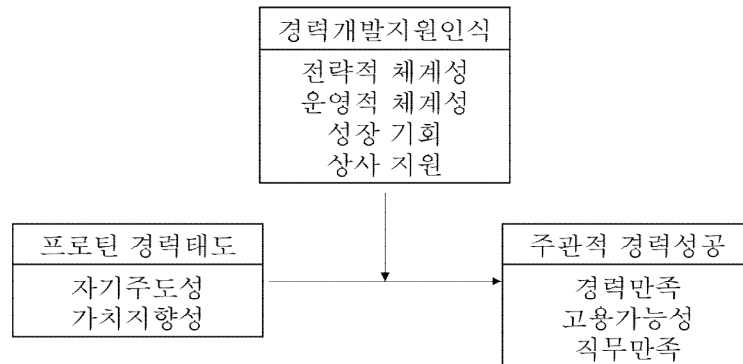 경력개발지원인식
전략적 체계성
운영적 체계성
성장 기회
상사 지원
프로틴 경력태도
자기주도성
가치지향성
주관적 경력성공
경력만족
고용가능성
직무만족